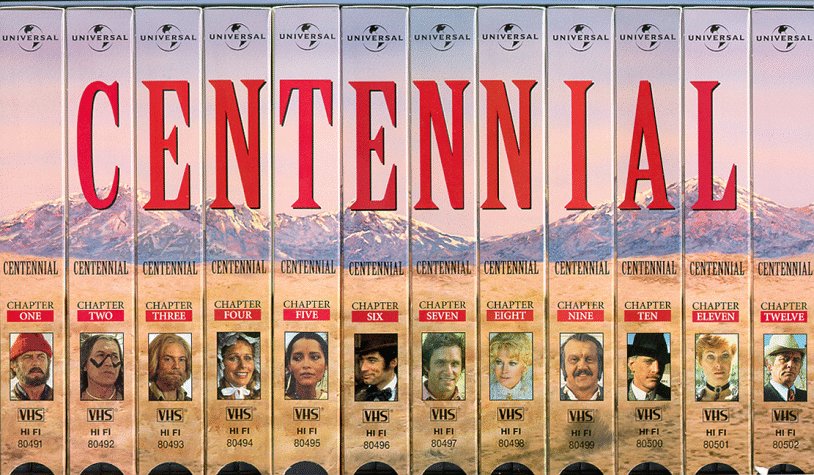 UNIVERSAL UNIVERSAL UNIVERSAL UNIVERSAL UNIVERSAL UNIVERSAL UNIVERSAL UNIVERSAL UNIVERSAL UNIVERSAL UNIVERSAL UNIVERSAL
CENTENNIAL
CENTENNIAL CENTENNIAL CENTENNIAL CENTENNIAL CENTENNIAL CENTENNIAL CENTENNIAL CENTENNIAL CENTENNIAL CENTENNIAL CENTENNIAL CENTENNIAL
CHAPTER CHAPTER CHAPTER CHAPTER CHAPTER CHAPTER CHAPTER CHAPTER CHAPTER CHAPTER CHAPTER CHAPTER
ONE TWO THREE FOUR FIVE SIX SEVEN EIGHT NINE TEN ELEVEN TWELVE
VHS VHS VHS VHS VHS VHS VHS VHS VHS VHS VHS VHS
HI FI HI FI HI FI HI FI HI FI HI FI HI FI HI FI HI FI HI FI HI FI HI FI
80491 80492 80493 80494 80495 80496 80497 80498 80499 80500 80501 80502